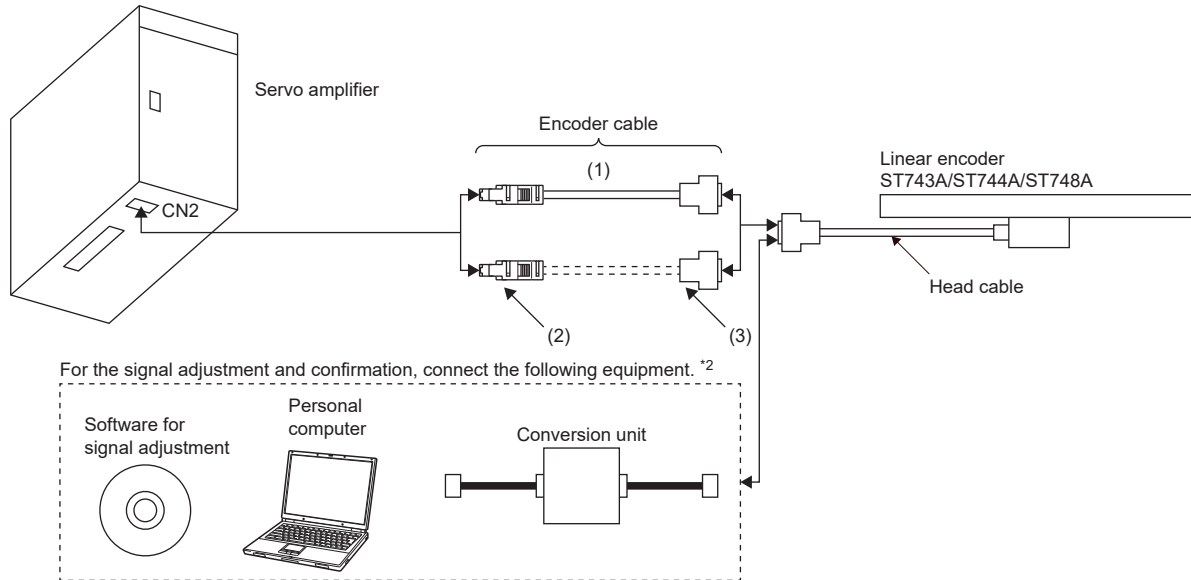 Servo amplifier
CN2
Encoder cable
(1)
(2)
(3)
Linear encoder
ST743A/ST744A/ST748A
Head cable
For the signal adjustment and confirmation, connect the following equipment. *2
Software for
signal adjustment
Personal
computer
Conversion unit